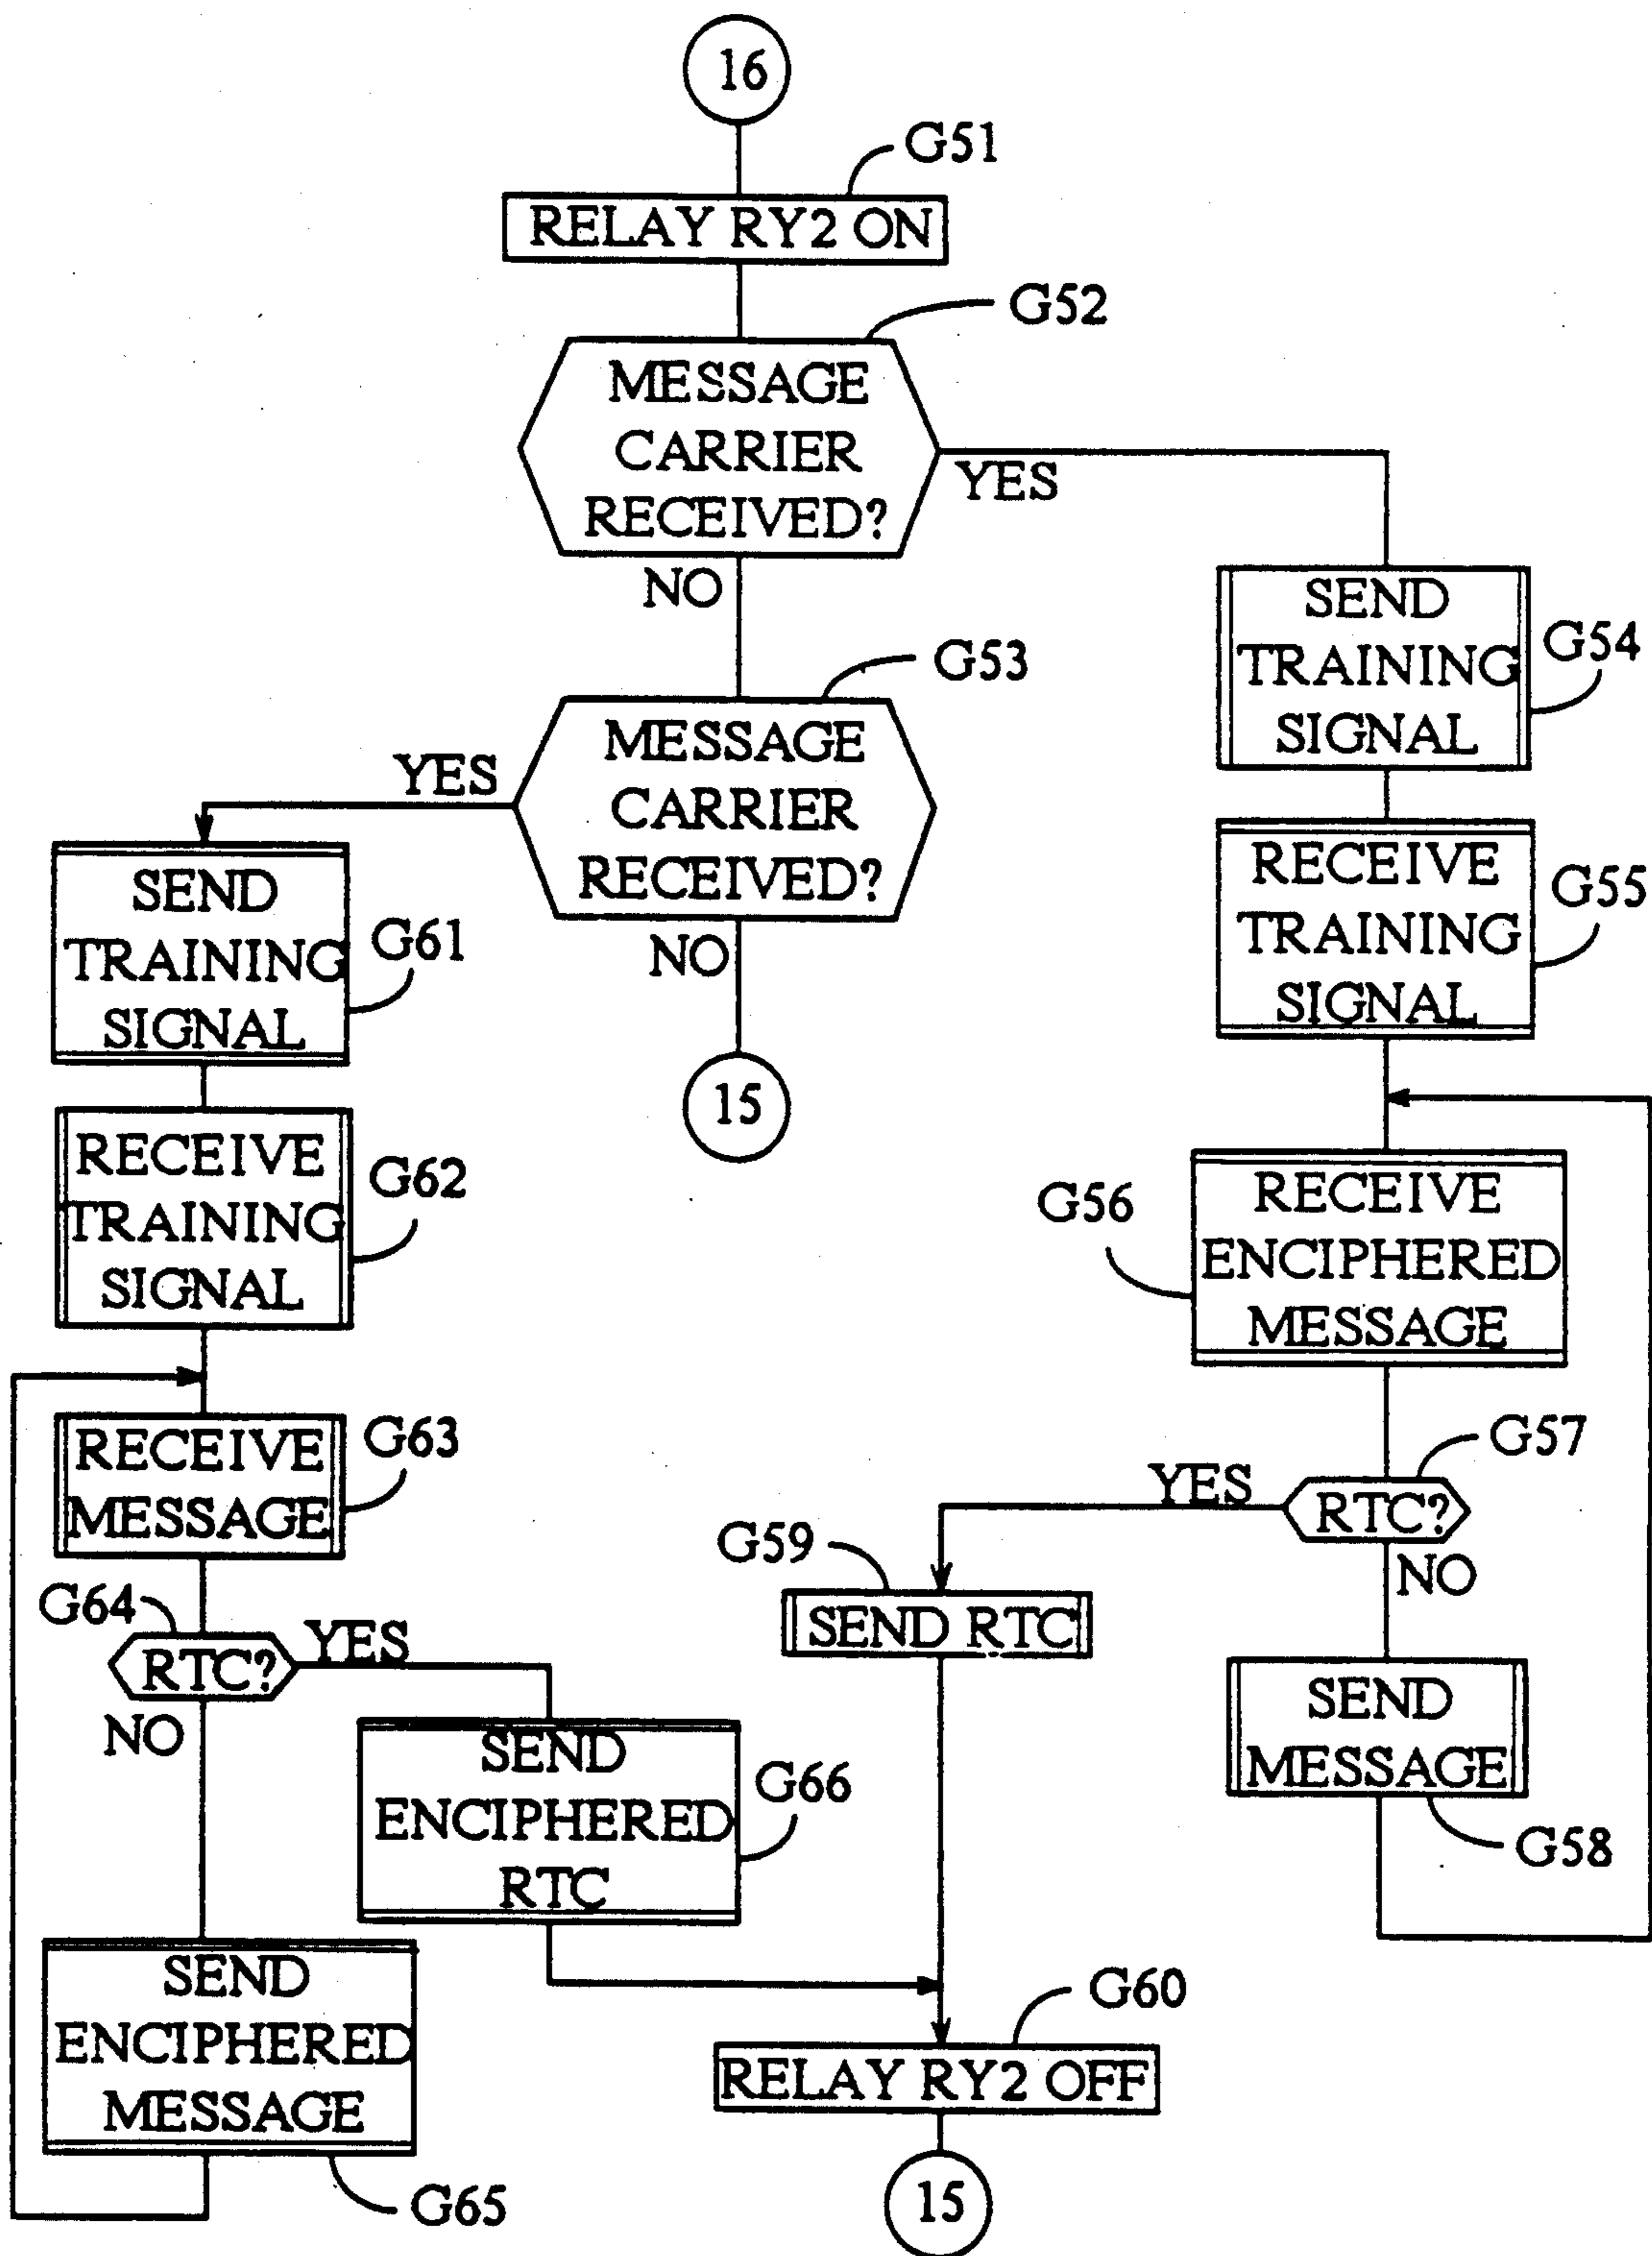 16
G51
RELAY RY2 ON
G52
MESSAGE
CARRIER
RECEIVED?
YES
NO
SEND
TRAINING
SIGNAL
G54
G53
MESSAGE
CARRIER
RECEIVED?
YES
NO
15
RECEIVE
TRAINING
SIGNAL
G55
SEND
TRAINING
SIGNAL
G61
RECEIVE
TRAINING
SIGNAL
G62
G56
RECEIVE
ENCIPHERED
MESSAGE
RECEIVE
MESSAGE
G63
G57
RTC?
YES
NO
G59
SEND RTC
G64
RTC?
YES
NO
SEND
MESSAGE
G58
SEND
ENCIPHERED
RTC
G66
SEND
ENCIPHERED
MESSAGE
G65
G60
RELAY RY2 OFF
15